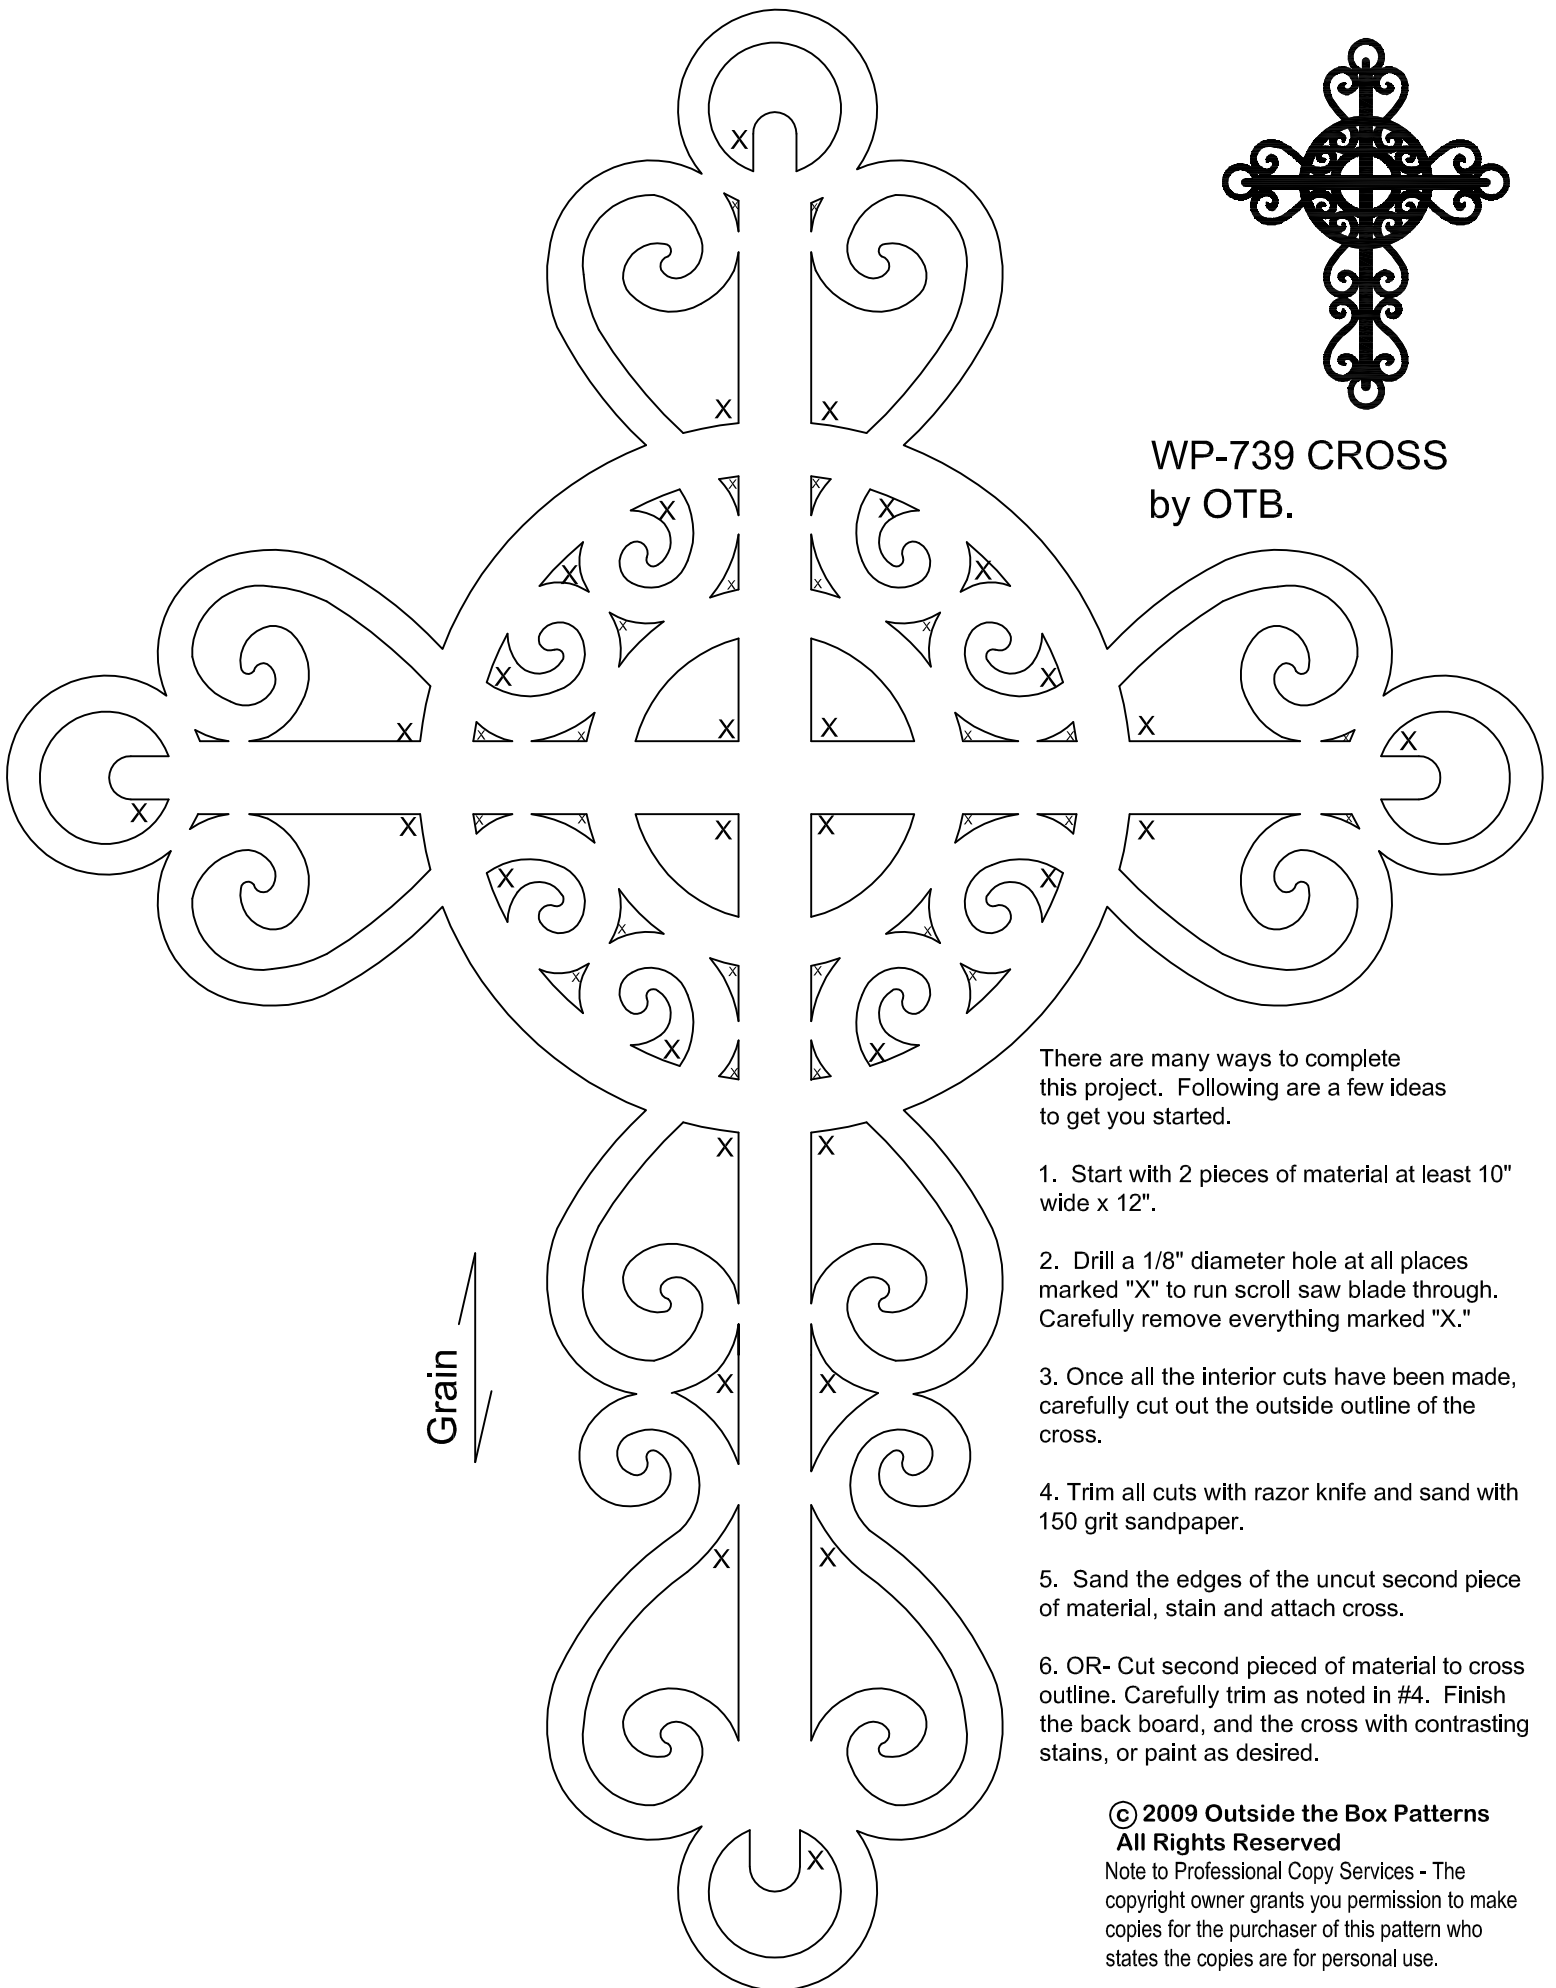 WP-739 CROSS
by OTB.
There are many ways to complete
this project.  Following are a few ideas
to get you started.
1.  Start with 2 pieces of material at least 10"
wide x 12".
2.  Drill a 1/8" diameter hole at all places
marked "X" to run scroll saw blade through.
Carefully remove everything marked "X."
3. Once all the interior cuts have been made,
carefully cut out the outside outline of the
cross.
4. Trim all cuts with razor knife and sand with
150 grit sandpaper.
5.  Sand the edges of the uncut second piece
of material, stain and attach cross.
6. OR- Cut second pieced of material to cross
outline. Carefully trim as noted in #4.  Finish
the back board, and the cross with contrasting
stains, or paint as desired.
Grain
© 2009 Outside the Box Patterns
All Rights Reserved
Note to Professional Copy Services - The
copyright owner grants you permission to make
copies for the purchaser of this pattern who
states the copies are for personal use.